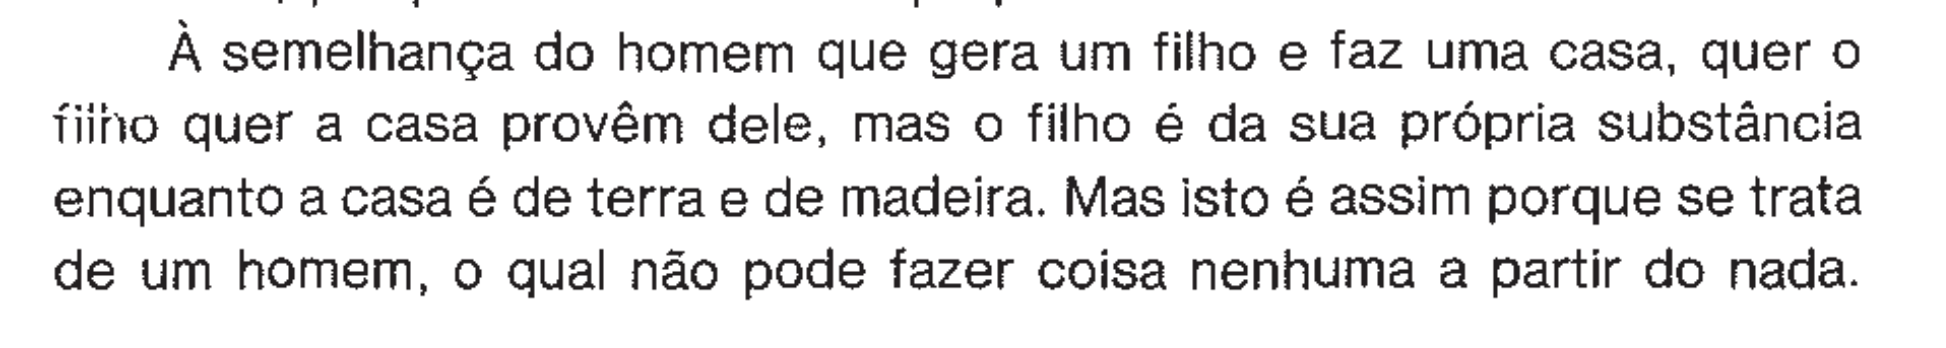 À semelhança do homem que gera um filho e faz uma casa, quer o
filho quer a casa provêm dele, mas o filho é da sua própria substância
enquanto a casa é de terra e de madeira. Mas isto é assim porque se trata
de um homem, o qual não pode fazer coisa nenhuma a partir do nada.